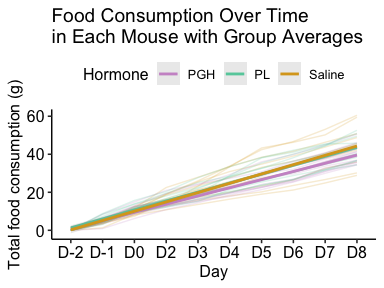 Food Consumption Over Time
in Each Mouse with Group Averages
Hormone PGH PL Saline
Total food consumption (g)
60
40
20
0
D-2 D-1 D0 D2 D3 D4 D5 D6 D7 D8
Day